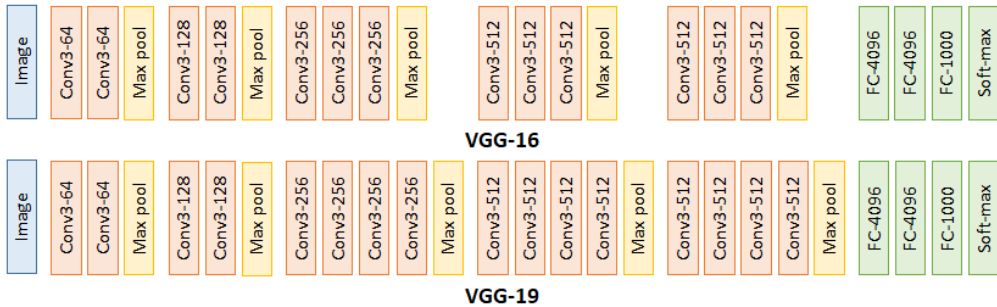 Image
Conv3-64
Conv3-64
Max pool
Conv3-128
Conv3-128
Max pool
Conv3-256
Conv3-256
Conv3-256
Max pool
Conv3-512
Conv3-512
Conv3-512
Max pool
Conv3-512
Conv3-512
Conv3-512
Max pool
FC-4096
FC-4096
FC-1000
Soft-max
VGG-16
Image
Conv3-64
Conv3-64
Max pool
Conv3-128
Conv3-128
Max pool
Conv3-256
Conv3-256
Conv3-256
Conv3-256
Max pool
Conv3-512
Conv3-512
Conv3-512
Conv3-512
Max pool
Conv3-512
Conv3-512
Conv3-512
Conv3-512
Max pool
FC-4096
FC-4096
FC-1000
Soft-max
VGG-19